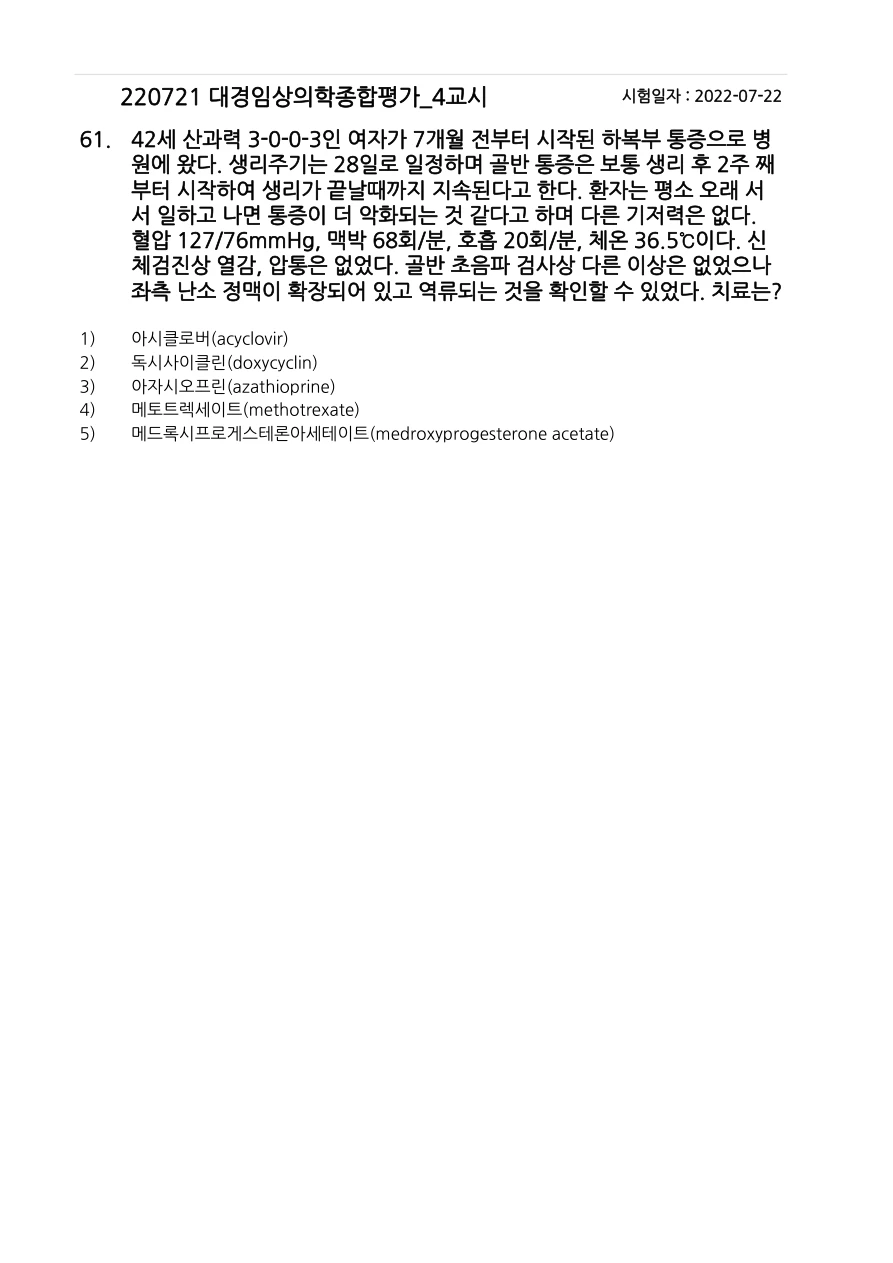 220721 대경임상의학종합평가_4교시 시험일자 : 2022-07-22
61. 42세 산과력 3-0-0-3인 여자가 7개월 전부터 시작된 하복부 통증으로 병
원에 왔다. 생리주기는 28일로 일정하며 골반 통증은 보통 생리 후 2주 째
부터 시작하여 생리가 끝날때까지 지속된다고 한다. 환자는 평소 오래 서
서 일하고 나면 통증이 더 악화되는 것 같다고 하며 다른 기저력은 없다.
혈압 127/76mmHg, 맥박 68회/분, 호흡 20회/분, 체온 36.5℃이다. 신
체검진상 열감, 압통은 없었다. 골반 초음파 검사상 다른 이상은 없었으나
좌측 난소 정맥이 확장되어 있고 역류되는 것을 확인할 수 있었다. 치료는?
1) 아시클로버(acyclovir)
2) 독시사이클린(doxycyclin)
3) 아자시오프린(azathioprine)
4) 메토트렉세이트(methotrexate)
5) 메드록시프로게스테론아세테이트(medroxyprogesterone acetate)